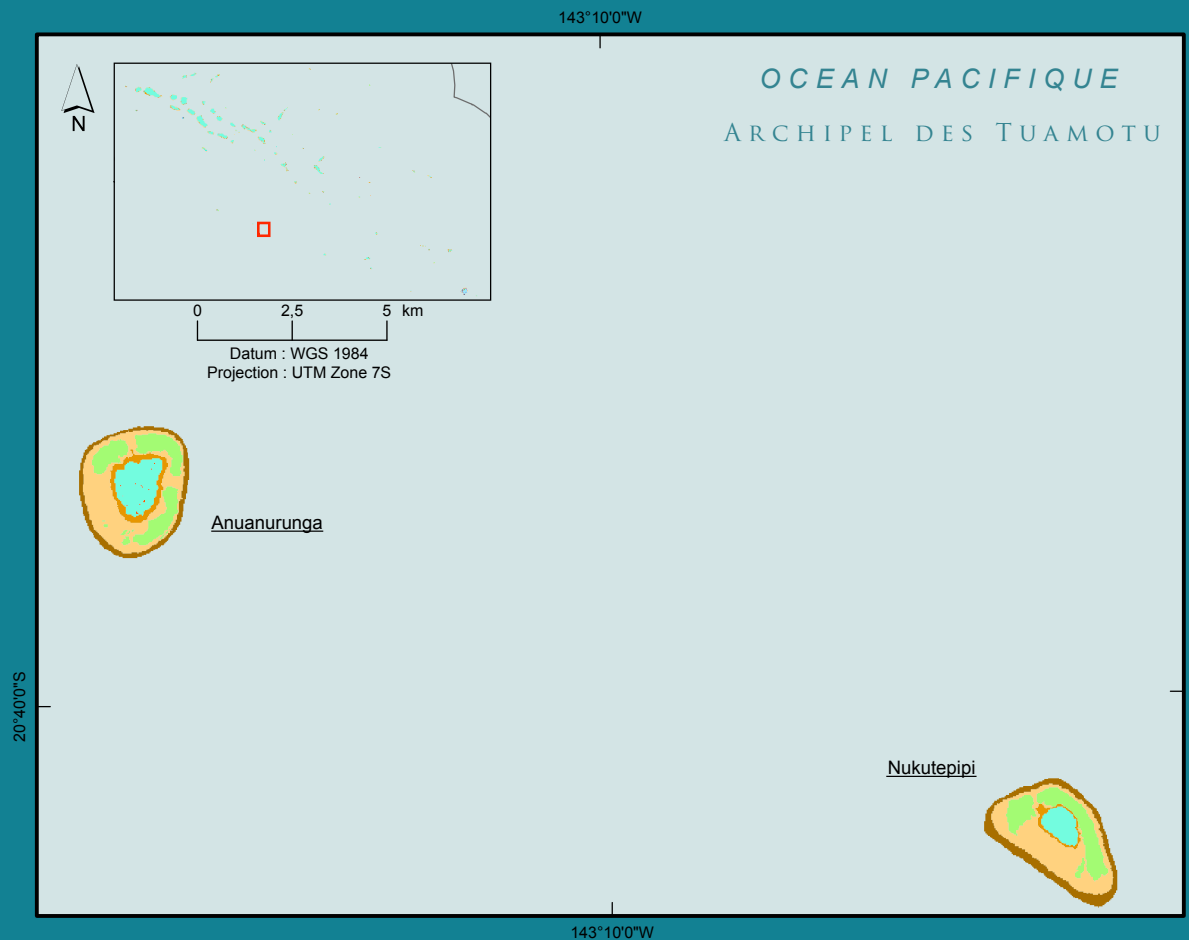 143°10'0"W
OCEAN PACIFIQUE
ARCHIPEL DES TUAMOTU
N
0 2,5 5 km
Datum : WGS 1984
Projection : UTM Zone 7S
Anuanurunga
20°40'0"S
Nukutepipi
143°10'0"W